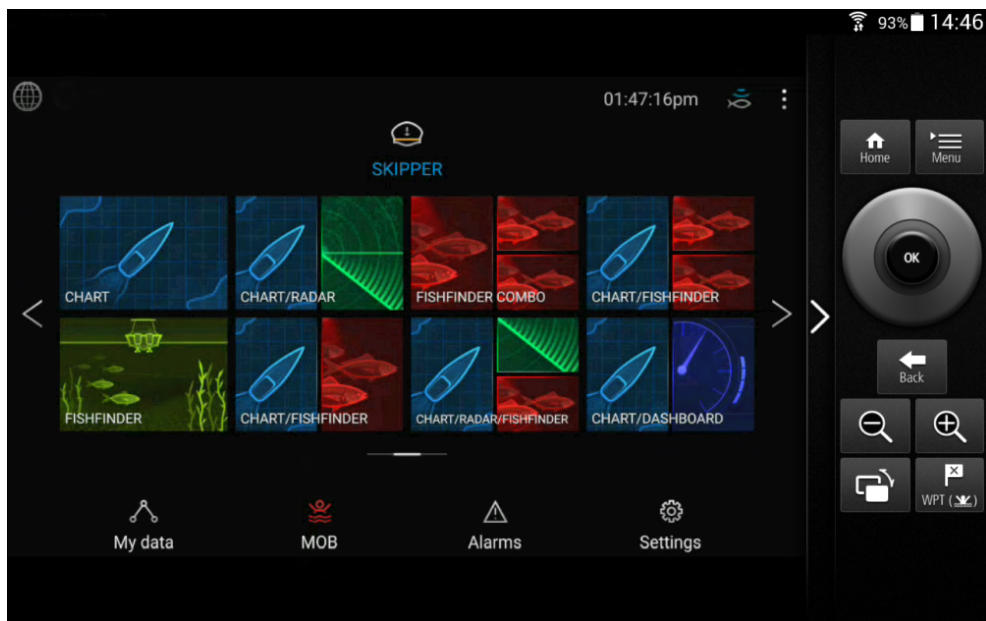 93% 14:46
01:47:16pm
SKIPPER
CHART
CHART/RADAR
FISHFINDER COMBO
CHART/FISHFINDER
FISHFINDER
CHART/FISHFINDER
CHART/RADAR/FISHFINDER
CHART/DASHBOARD
My data
MOB
Alarms
Settings
Home
Menu
OK
Back
WPT ( )